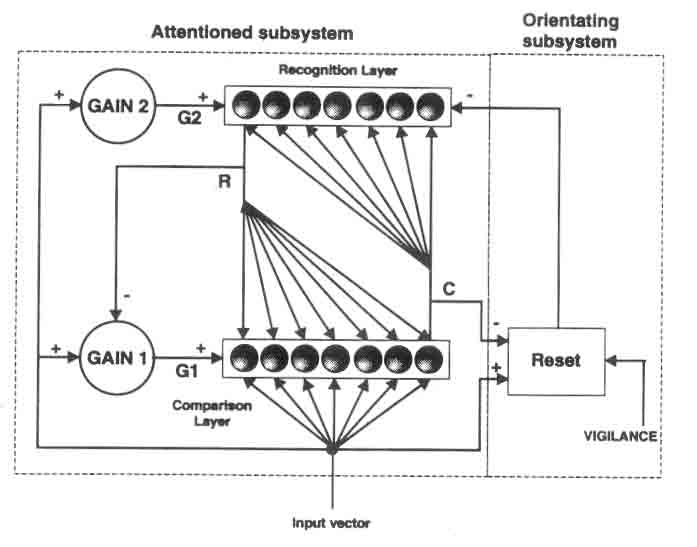 Attentioned subsystem
Orientating
subsystem
Recognition Layer
+
GAIN 2
+
G2
-
R
C
-
-
+
GAIN 1
+
G1
+
Reset
Comparison
Layer
VIGILANCE
Input vector